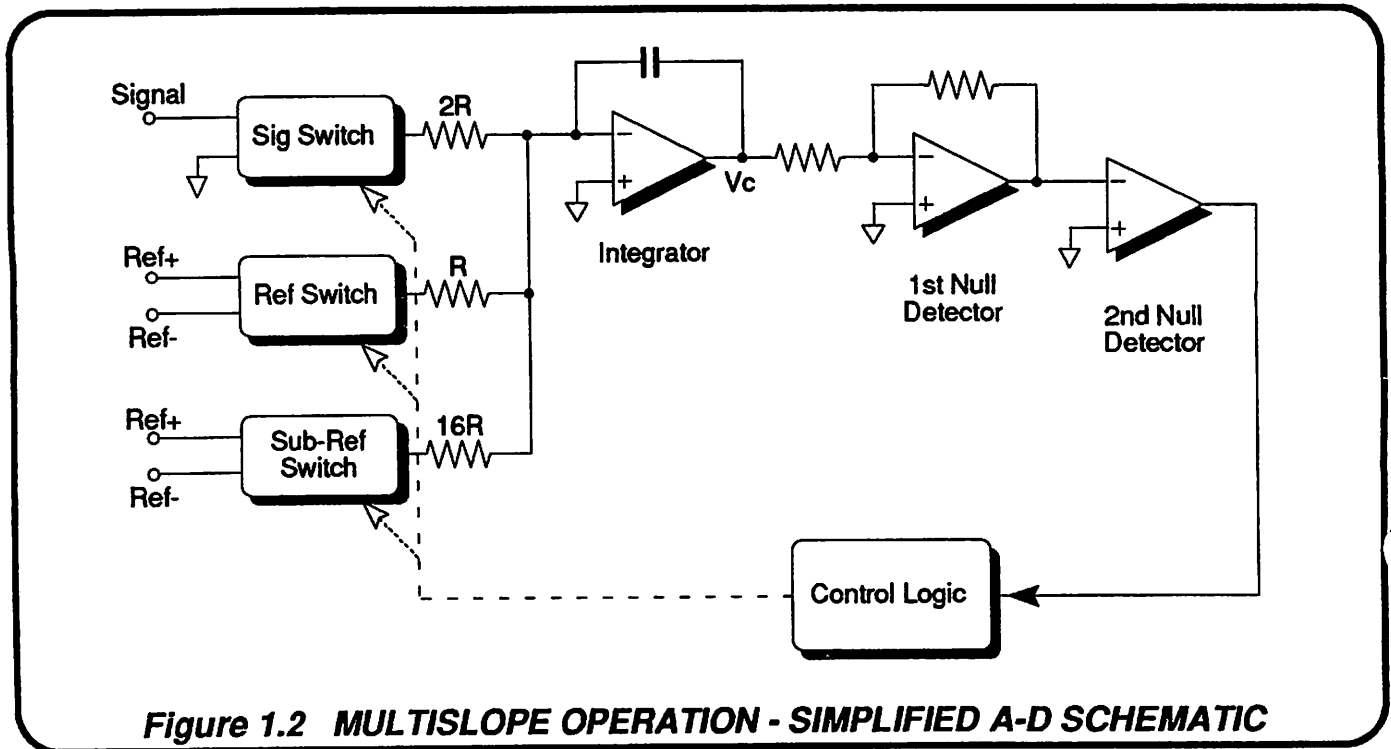 Signal
Sig Switch
2R
Vc
Integrator
Ref+
Ref-
Ref Switch
R
1st Null
Detector
2nd Null
Detector
Ref+
Ref-
Sub-Ref
Switch
16R
Control Logic
Figure 1.2 MULTISLOPE OPERATION - SIMPLIFIED A-D SCHEMATIC